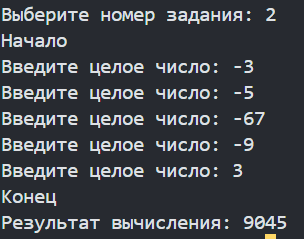 Выберите номер задания: 2
Начало
Введите целое число: -3
Введите целое число: -5
Введите целое число: -67
Введите целое число: -9
Введите целое число: 3
Конец
Результат вычисления: 9045